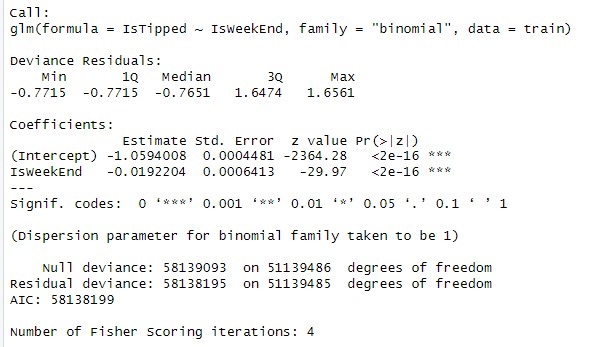 Call:
glm(formula = IsTipped ~ IsWeekEnd, family = "binomial", data = train)
Deviance Residuals:
Min 1Q Median 3Q Max
-0.7715 -0.7715 -0.7651 1.6474 1.6561
Coefficients:
Estimate Std. Error z value Pr(>|z|)
(Intercept) -1.0594008 0.0004481 -2364.28 <2e-16 ***
IsWeekEnd -0.0192204 0.0006413 -29.97 <2e-16 ***
---
Signif. codes: 0 ‘***’ 0.001 ‘**’ 0.01 ‘*’ 0.05 ‘.’ 0.1 ‘ ’ 1
(Dispersion parameter for binomial family taken to be 1)
Null deviance: 58139093 on 51139486 degrees of freedom
Residual deviance: 58138195 on 51139485 degrees of freedom
AIC: 58138199
Number of Fisher Scoring iterations: 4